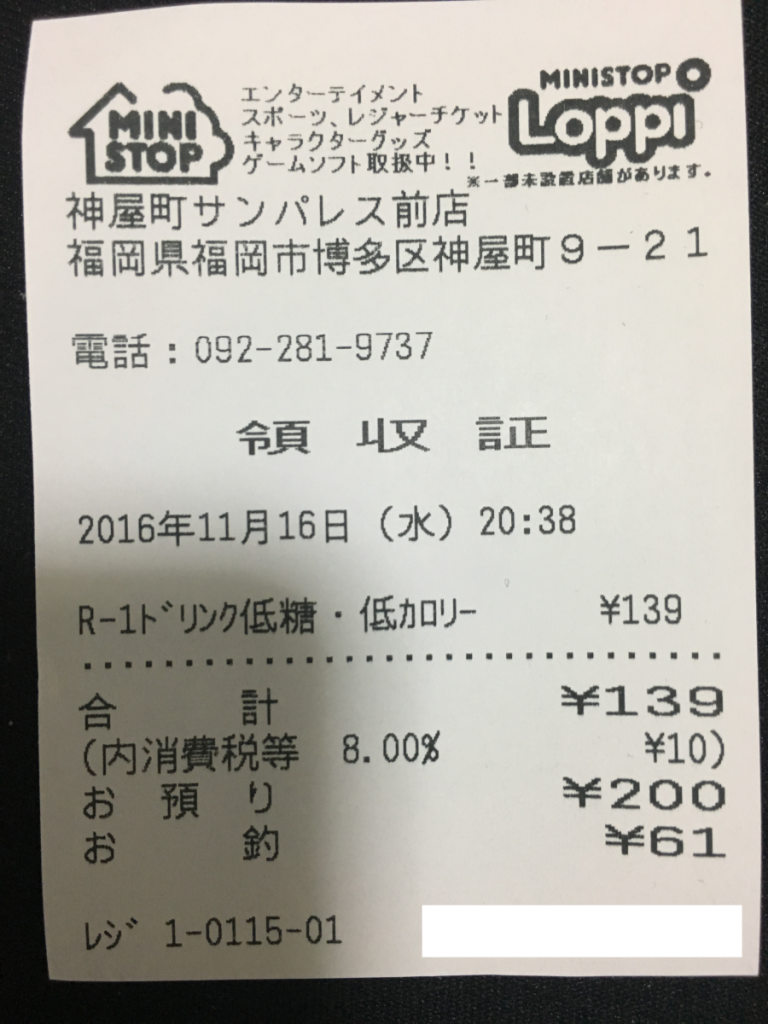 MINI STOP
エンターテイメント
スポーツ、レジャーチケット
キャラクターグッズ
ゲームソフト取扱中！！
MINISTOP
Loppi
※一部未設置店舗があります。
神屋町サンパレス前店
福岡県福岡市博多区神屋町９－２１
電話：092-281-9737
領収証
2016年11月16日（水）20:38
R-1ﾄﾞﾘﾝｸ低糖・低ｶﾛﾘｰ ¥139
合計 ¥139
(内消費税等 8.00% ¥10)
お預り ¥200
お釣 ¥61
ﾚｼﾞ 1-0115-01